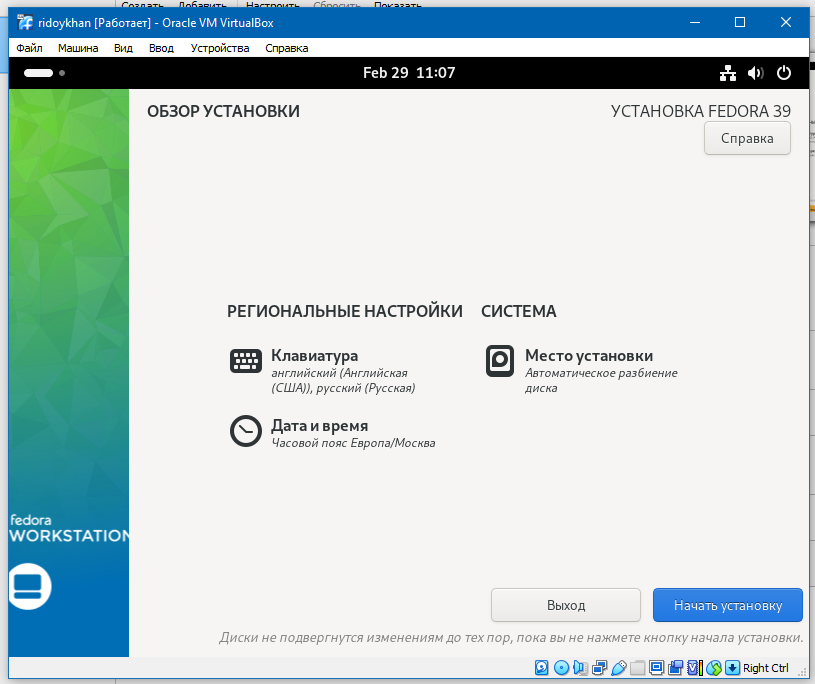 Создать Добавить Настроить Сбросить Показать
ridoykhan [Работает] - Oracle VM VirtualBox
Файл Машина Вид Ввод Устройства Справка
Feb 29 11:07
ОБЗОР УСТАНОВКИ
УСТАНОВКА FEDORA 39
Справка
РЕГИОНАЛЬНЫЕ НАСТРОЙКИ
Клавиатура
английский (Английская
(США)), русский (Русская)
Дата и время
Часовой пояс Европа/Москва
СИСТЕМА
Место установки
Автоматическое разбиение
диска
fedora
WORKSTATION
Выход
Начать установку
Диски не подвергнутся изменениям до тех пор, пока вы не нажмете кнопку начала установки.
Right Ctrl